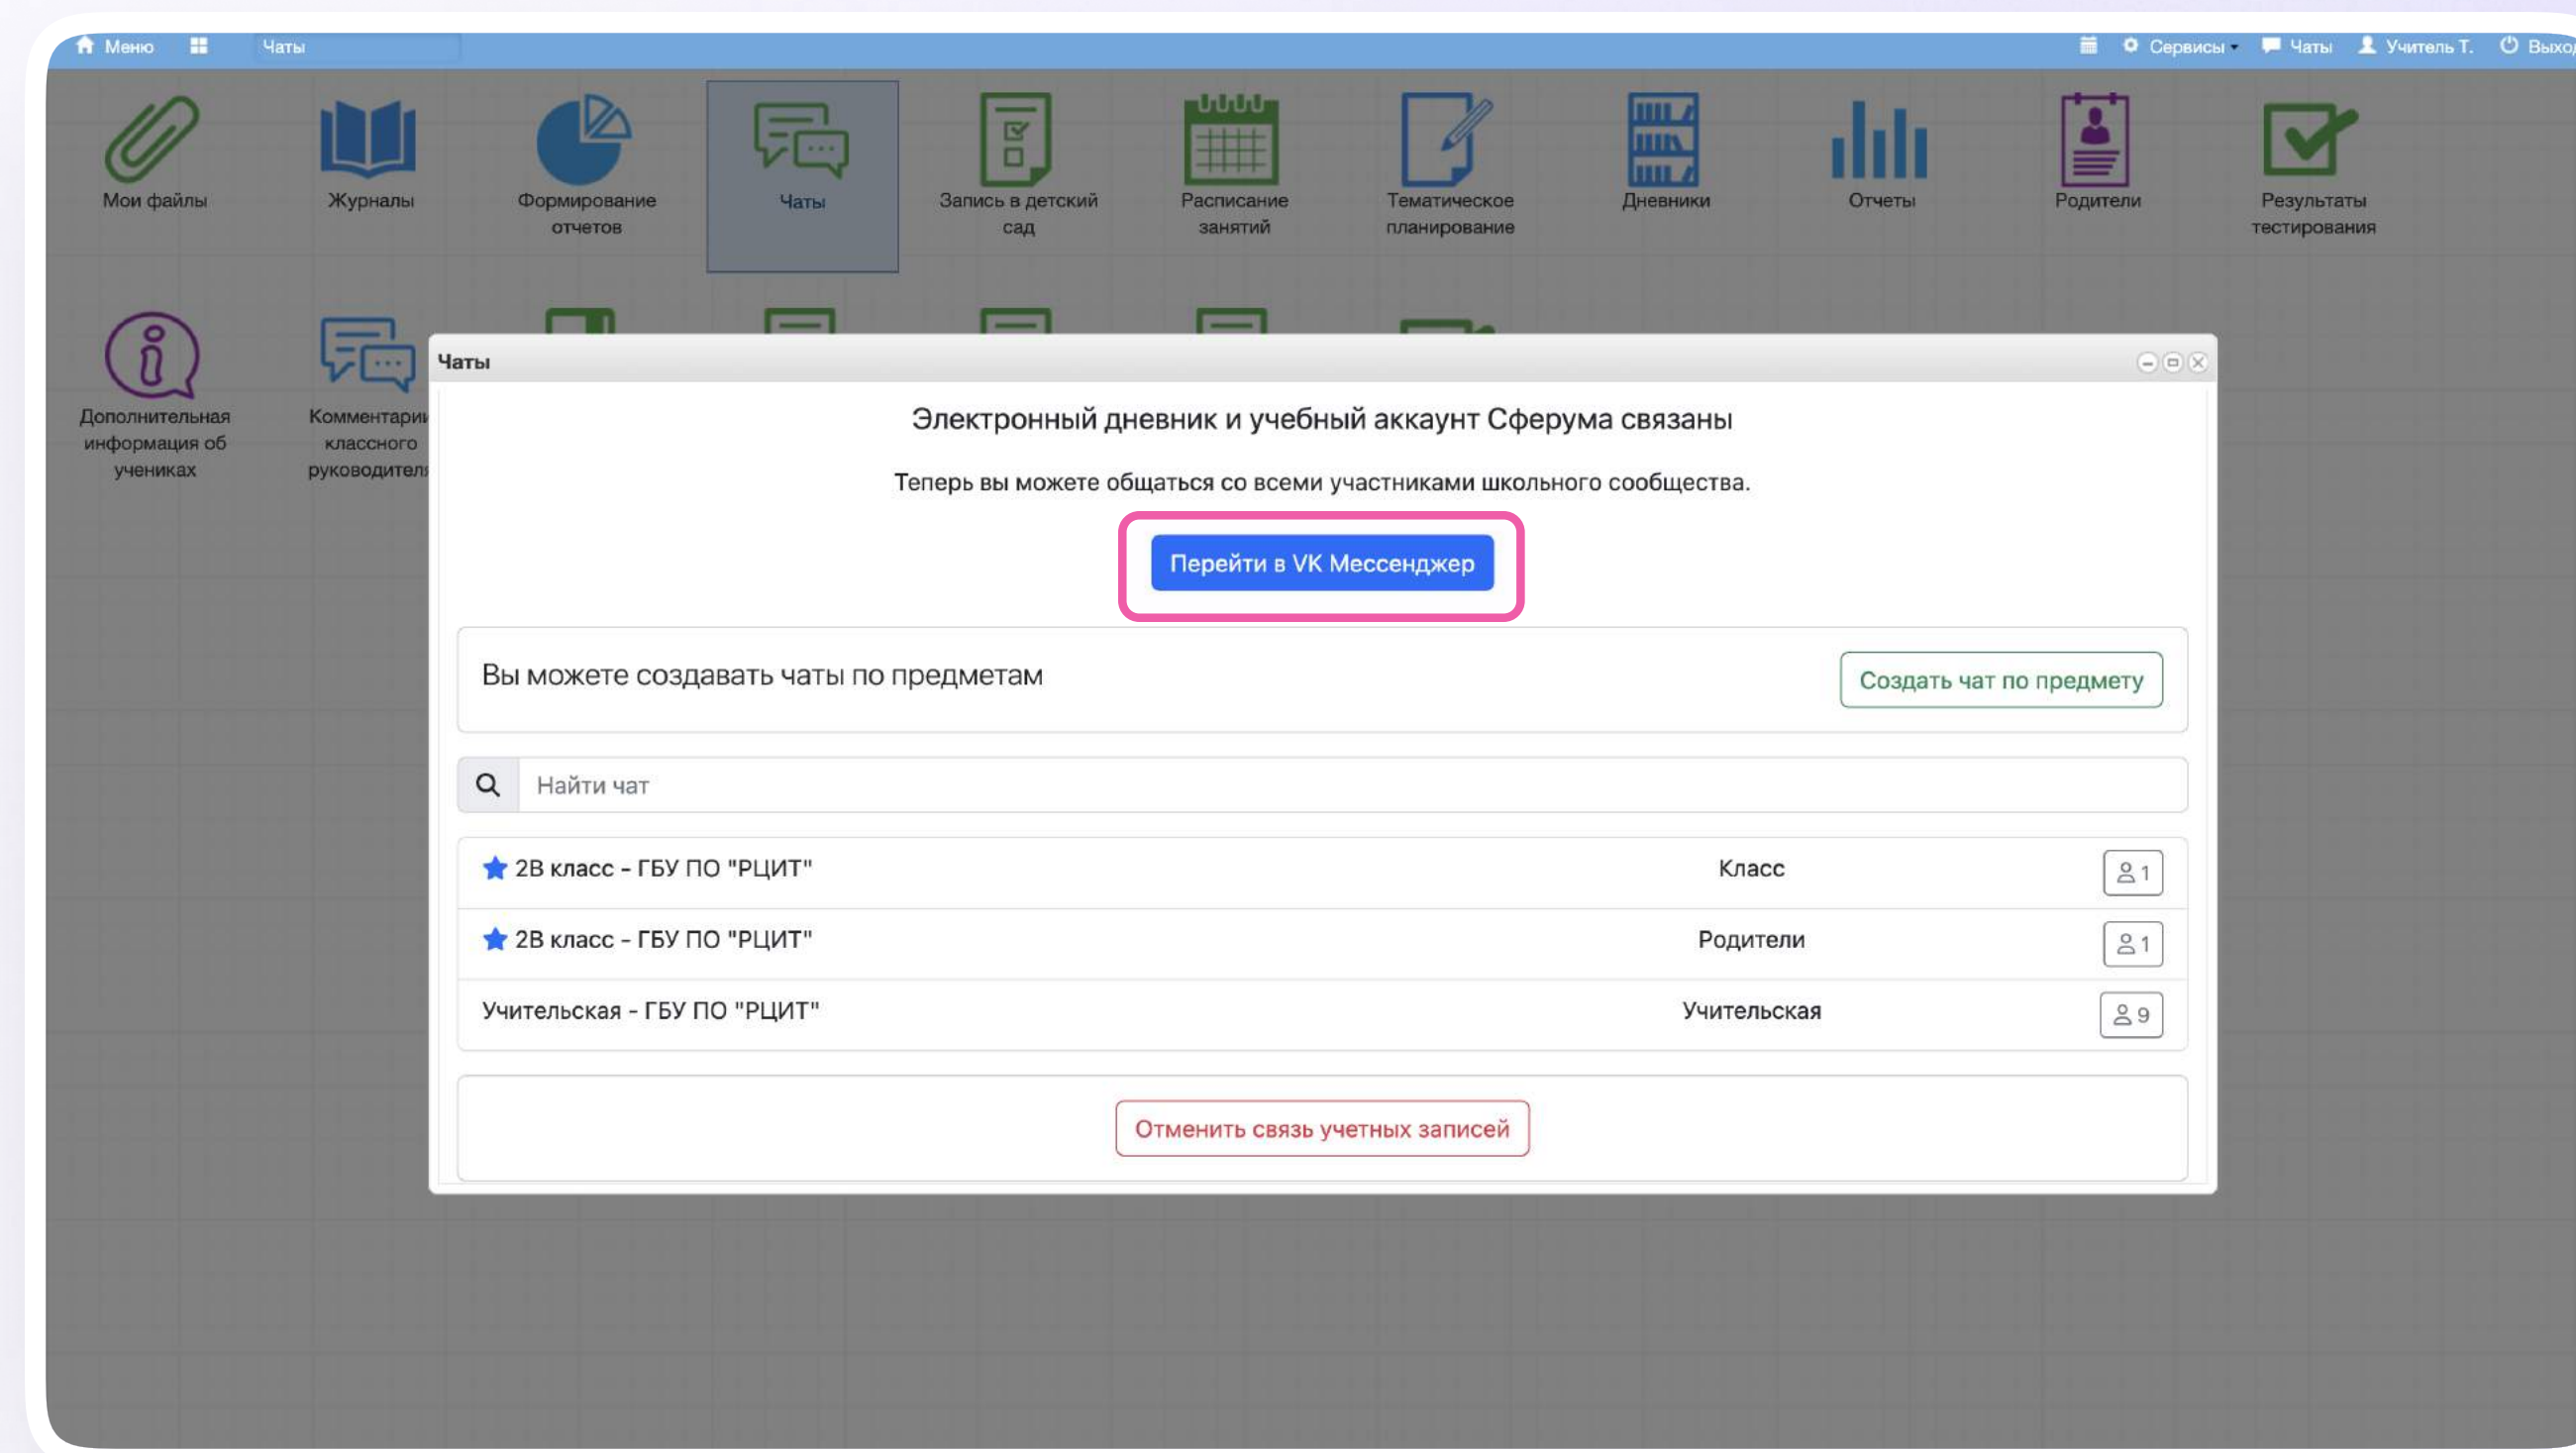 Меню
Чаты
Сервисы
Чаты
Учитель Т.
Мои файлы
Журналы
Формирование
отчетов
Чаты
Запись в детский
сад
Расписание
занятий
Тематическое
планирование
Дневники
Отчеты
Родители
Результаты
тестирования
Дополнительная
информация об
учениках
Комментарии
классного
руководителя
Чаты
Электронный дневник и учебный аккаунт Сферума связаны
Теперь вы можете общаться со всеми участниками школьного сообщества.
Перейти в VK Мессенджер
Вы можете создавать чаты по предметам
Создать чат по предмету
Найти чат
2В класс - ГБУ ПО "РЦИТ"
Класс
1
2В класс - ГБУ ПО "РЦИТ"
Родители
1
Учительская - ГБУ ПО "РЦИТ"
Учительская
9
Отменить связь учетных записей